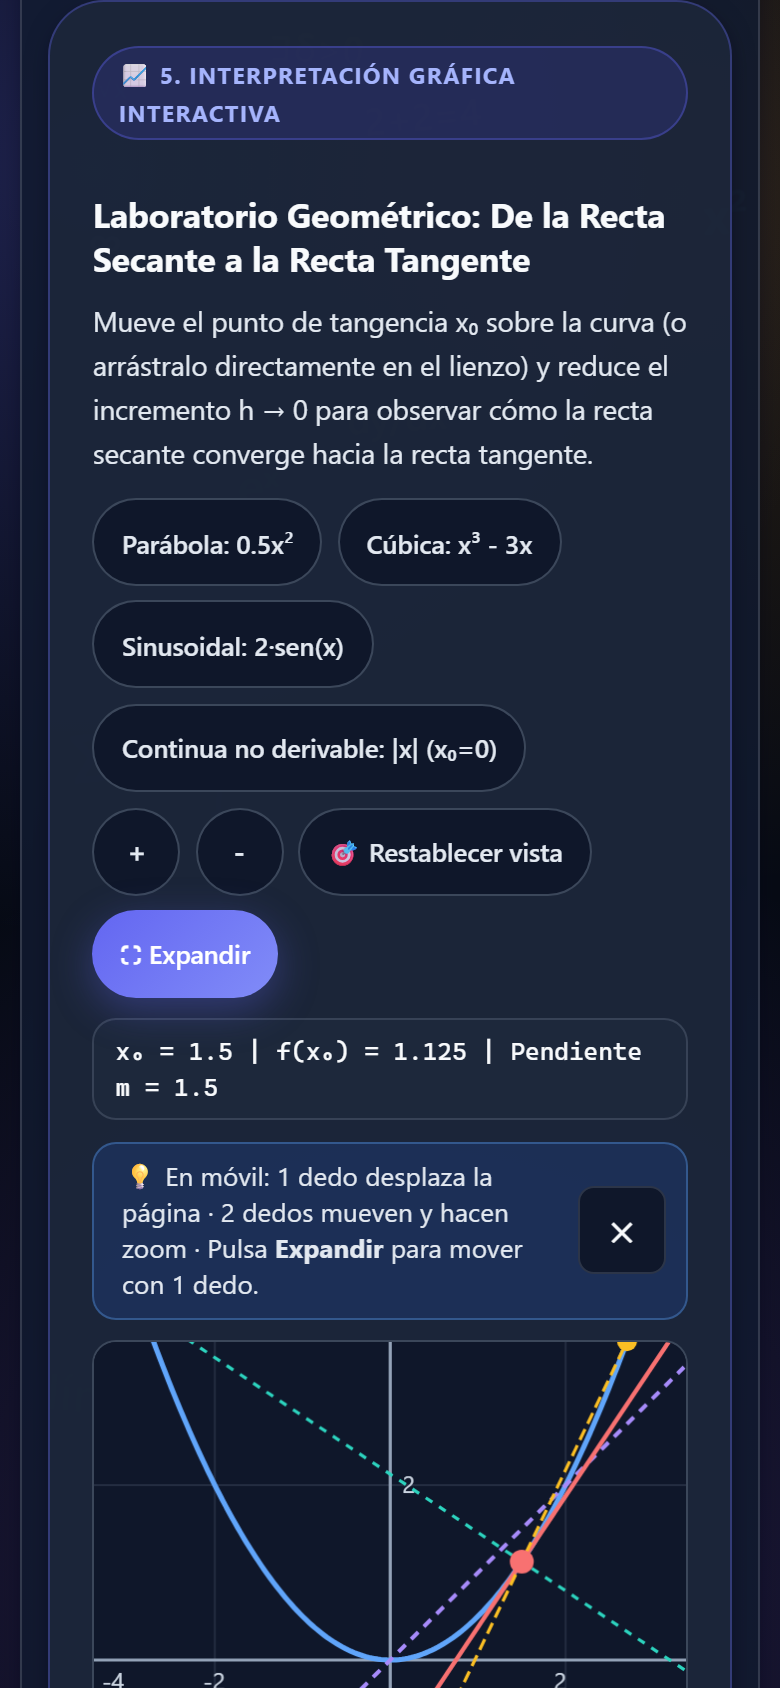 📈 5. INTERPRETACIÓN GRÁFICA
INTERACTIVA
Laboratorio Geométrico: De la Recta
Secante a la Recta Tangente
Mueve el punto de tangencia x₀ sobre la curva (o
arrástralo directamente en el lienzo) y reduce el
incremento h → 0 para observar cómo la recta
secante converge hacia la recta tangente.
Parábola: 0.5x²
Cúbica: x³ - 3x
Sinusoidal: 2·sen(x)
Continua no derivable: |x| (x₀=0)
+
-
🎯 Restablecer vista
⛶ Expandir
x₀ = 1.5 | f(x₀) = 1.125 | Pendiente
m = 1.5
💡 En móvil: 1 dedo desplaza la
página · 2 dedos mueven y hacen
zoom · Pulsa Expandir para mover
con 1 dedo.
✕
2
-4
-2
2